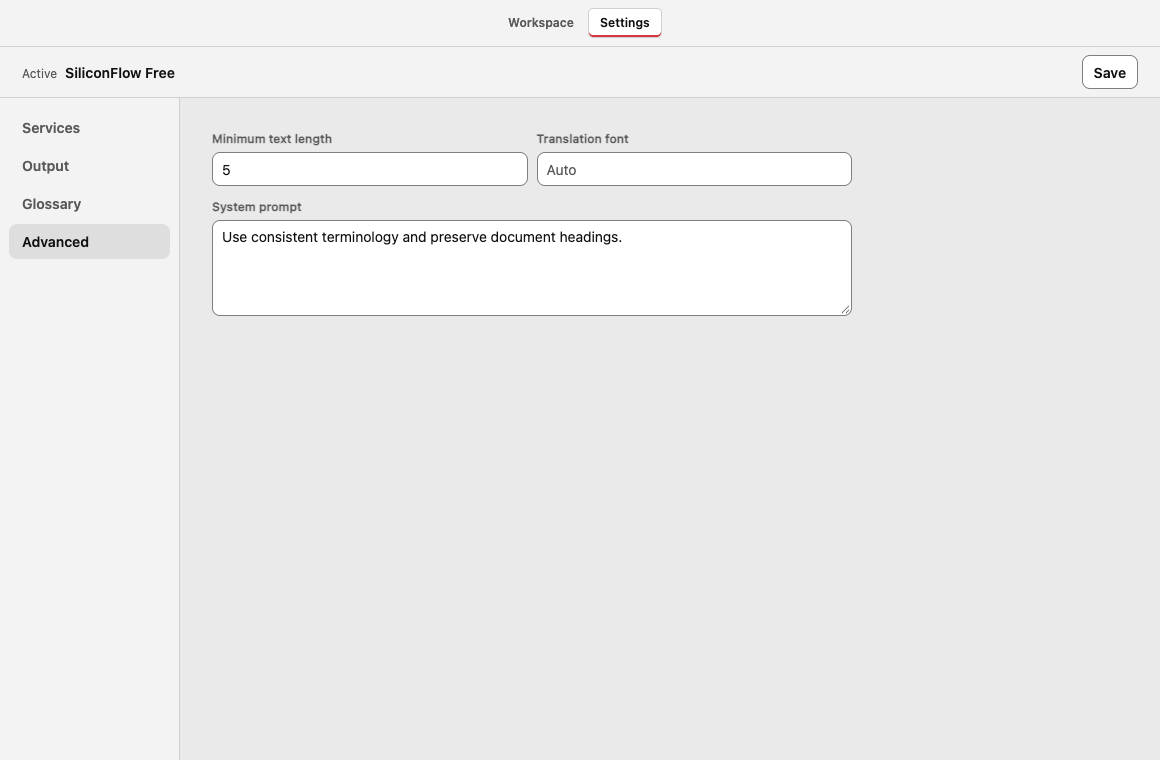 Workspace
Settings
Active SiliconFlow Free
Save
Services
Output
Glossary
Advanced
Minimum text length
Translation font
5
Auto
System prompt
Use consistent terminology and preserve document headings.